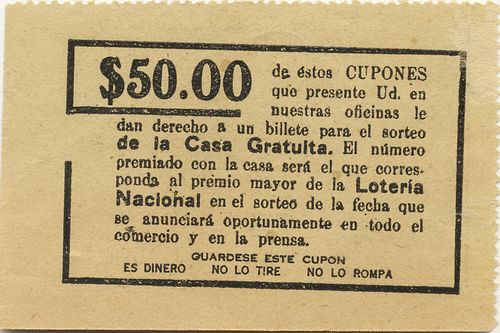 $50.00 de éstos CUPONES
que presente Ud. en
nuestras oficinas le
dan derecho a un billete para el sorteo
de la Casa Gratuita. El número
premiado con la casa será el que corres-
ponda al premio mayor de la Lotería
Nacional en el sorteo de la fecha que
se anunciará oportunamente en todo el
comercio y en la prensa.
GUARDESE ESTE CUPON
ES DINERO NO LO TIRE NO LO ROMPA